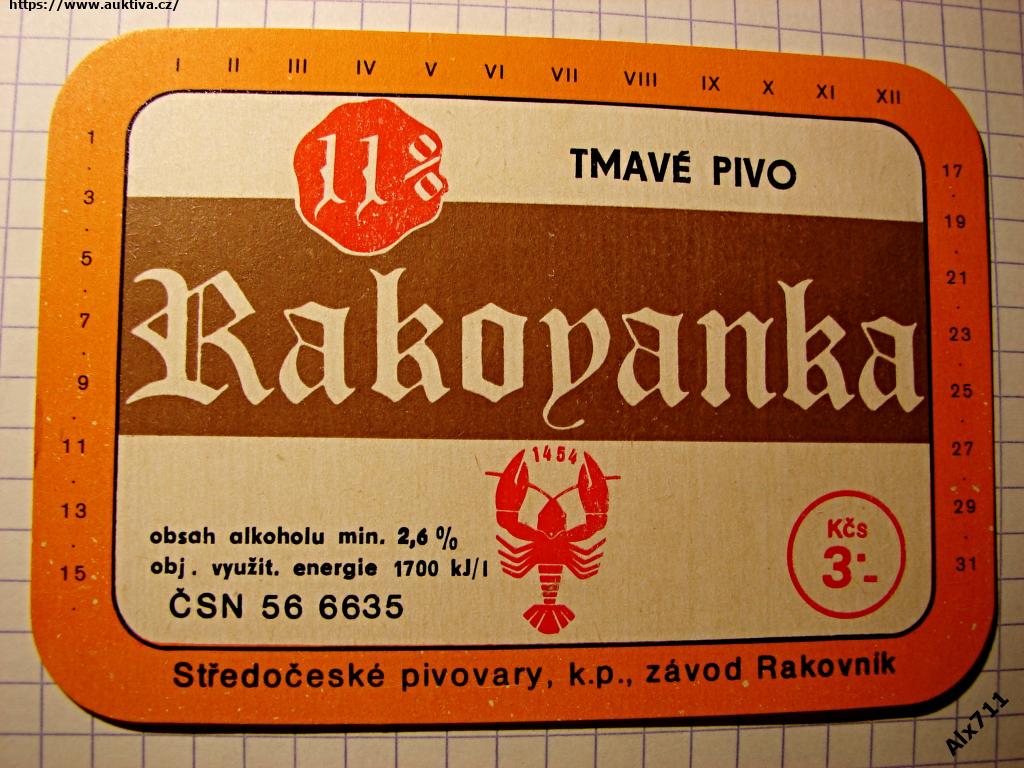 https://www.auktiva.cz/
I II III IV V VI VII VIII IX X XI XII
1
3
5
7
9
11
13
15
17
19
21
23
25
27
29
31
11%
TMAVÉ PIVO
Rakovanka
1454
obsah alkoholu min. 2,6 %
obj. využit. energie 1700 kJ/l
ČSN 56 6635
Kčs
3·-
Středočeské pivovary, k.p., závod Rakovník
Alx711